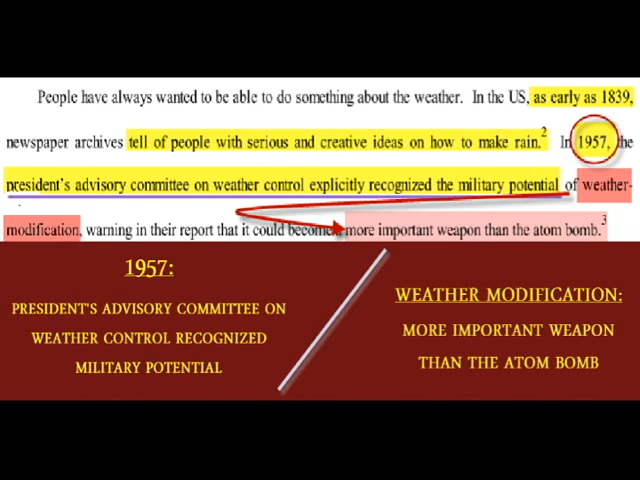 People have always wanted to be able to do something about the weather. In the US, as early as 1839,
newspaper archives tell of people with serious and creative ideas on how to make rain.2 In 1957, the
president's advisory committee on weather control explicitly recognized the military potential of weather-
modification, warning in their report that it could become more important weapon than the atom bomb.3
1957:
PRESIDENT'S ADVISORY COMMITTEE ON
WEATHER CONTROL RECOGNIZED
MILITARY POTENTIAL
WEATHER MODIFICATION:
MORE IMPORTANT WEAPON
THAN THE ATOM BOMB